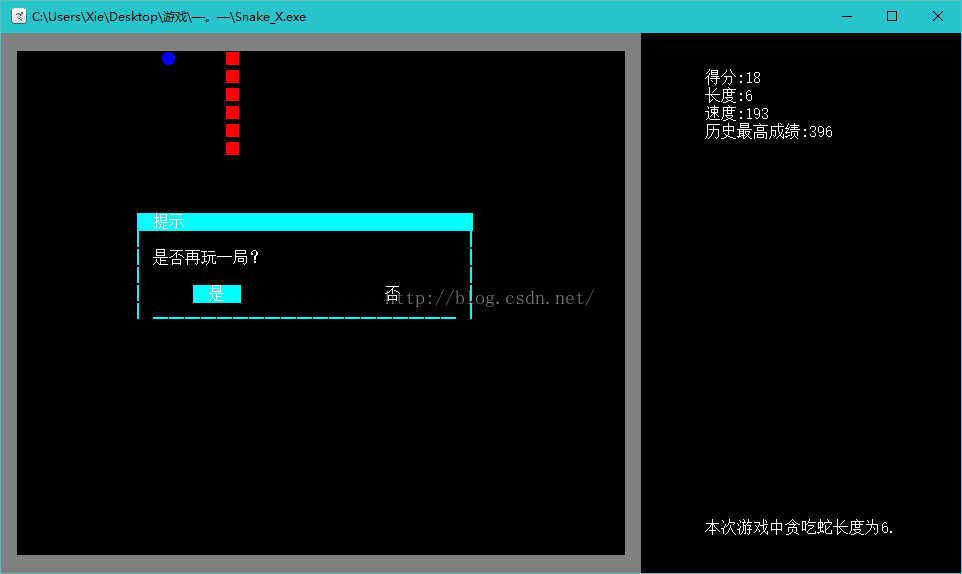 C:\Users\Xie\Desktop\游戏\—。—\Snake_X.exe
得分:18
长度:6
速度:193
历史最高成绩:396
提示
是否再玩一局?
是 否
http://blog.csdn.net/
本次游戏中贪吃蛇长度为6.